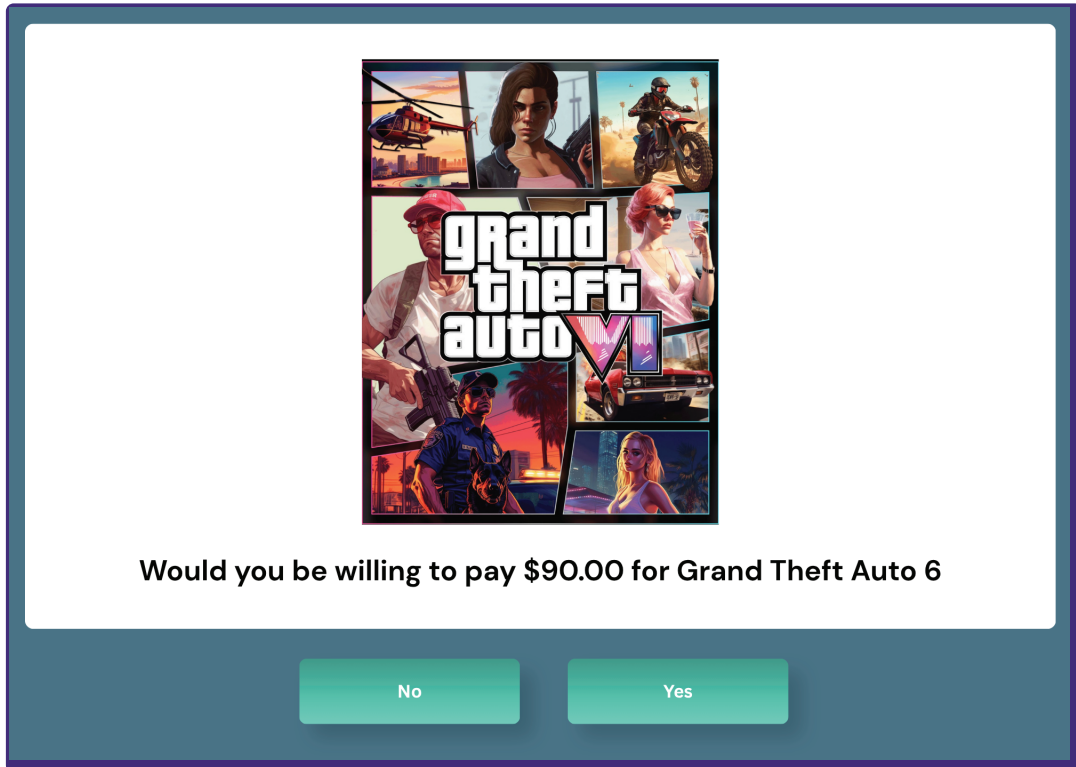 grand
theft
auto VI
Would you be willing to pay $90.00 for Grand Theft Auto 6
No
Yes